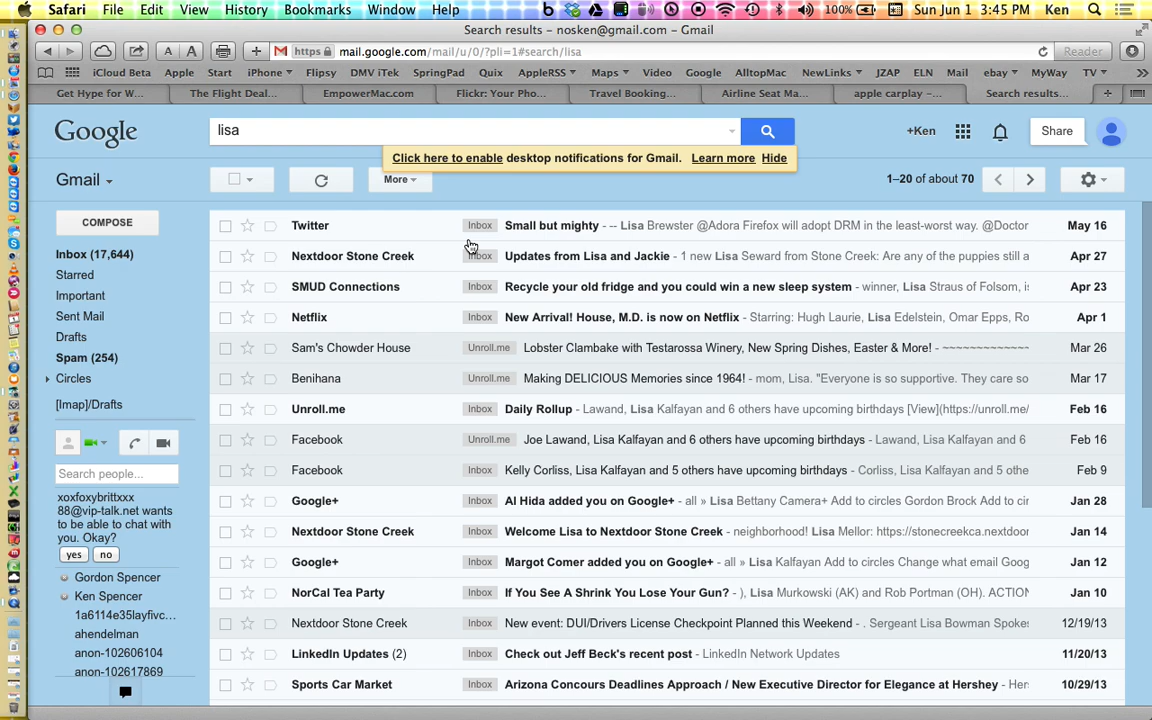 Safari File Edit View History Bookmarks Window Help 100% Sun Jun 1 3:45 PM Ken
Search results - nosken@gmail.com - Gmail
A A https mail.google.com/mail/u/0/?pli=1#search/lisa Reader
iCloud Beta Apple Start iPhone Flipsy DMV iTek SpringPad Quix AppleRSS Maps Video Google AlltopMac NewLinks JZAP ELN Mail ebay MyWay TV
Get Hype for W... The Flight Deal... EmpowerMac.com Flickr: Your Pho... Travel Booking... Airline Seat Ma... apple carplay -... Search results...
Google lisa +Ken Share
Click here to enable desktop notifications for Gmail. Learn more Hide
Gmail More 1–20 of about 70
COMPOSE
Inbox (17,644)
Starred
Important
Sent Mail
Drafts
Spam (254)
Circles
[Imap]/Drafts
Search people...
xoxfoxybrittxxx
88@vip-talk.net wants
to be able to chat with
you. Okay?
yes no
Gordon Spencer
Ken Spencer
1a6114e35layfivc...
ahendelman
anon-102606104
anon-102617869
Twitter Inbox Small but mighty - -- Lisa Brewster @Adora Firefox will adopt DRM in the least-worst way. @Doctor May 16
Nextdoor Stone Creek Inbox Updates from Lisa and Jackie - 1 new Lisa Seward from Stone Creek: Are any of the puppies still a Apr 27
SMUD Connections Inbox Recycle your old fridge and you could win a new sleep system - winner, Lisa Straus of Folsom, is Apr 23
Netflix Inbox New Arrival! House, M.D. is now on Netflix - Starring: Hugh Laurie, Lisa Edelstein, Omar Epps, Ro Apr 1
Sam's Chowder House Unroll.me Lobster Clambake with Testarossa Winery, New Spring Dishes, Easter & More! - ~~~~~~~~~~~~~ Mar 26
Benihana Unroll.me Making DELICIOUS Memories since 1964! - mom, Lisa. "Everyone is so supportive. They care so Mar 17
Unroll.me Inbox Daily Rollup - Lawand, Lisa Kalfayan and 6 others have upcoming birthdays [View](https://unroll.me/ Feb 16
Facebook Unroll.me Joe Lawand, Lisa Kalfayan and 6 others have upcoming birthdays - Lawand, Lisa Kalfayan and 6 Feb 16
Facebook Inbox Kelly Corliss, Lisa Kalfayan and 5 others have upcoming birthdays - Corliss, Lisa Kalfayan and 5 othe Feb 9
Google+ Inbox Al Hida added you on Google+ - all » Lisa Bettany Camera+ Add to circles Gordon Brock Add to cir Jan 28
Nextdoor Stone Creek Inbox Welcome Lisa to Nextdoor Stone Creek - neighborhood! Lisa Mellor: https://stonecreekca.nextdoor Jan 14
Google+ Inbox Margot Comer added you on Google+ - all » Lisa Kalfayan Add to circles Change what email Goog Jan 12
NorCal Tea Party Inbox If You See A Shrink You Lose Your Gun? - ), Lisa Murkowski (AK) and Rob Portman (OH). ACTION Jan 10
Nextdoor Stone Creek Inbox New event: DUI/Drivers License Checkpoint Planned this Weekend - . Sergeant Lisa Bowman Spokes 12/19/13
LinkedIn Updates (2) Inbox Check out Jeff Beck's recent post - LinkedIn Network Updates 11/20/13
Sports Car Market Inbox Arizona Concours Deadlines Approach / New Executive Director for Elegance at Hershey - Her 10/29/13